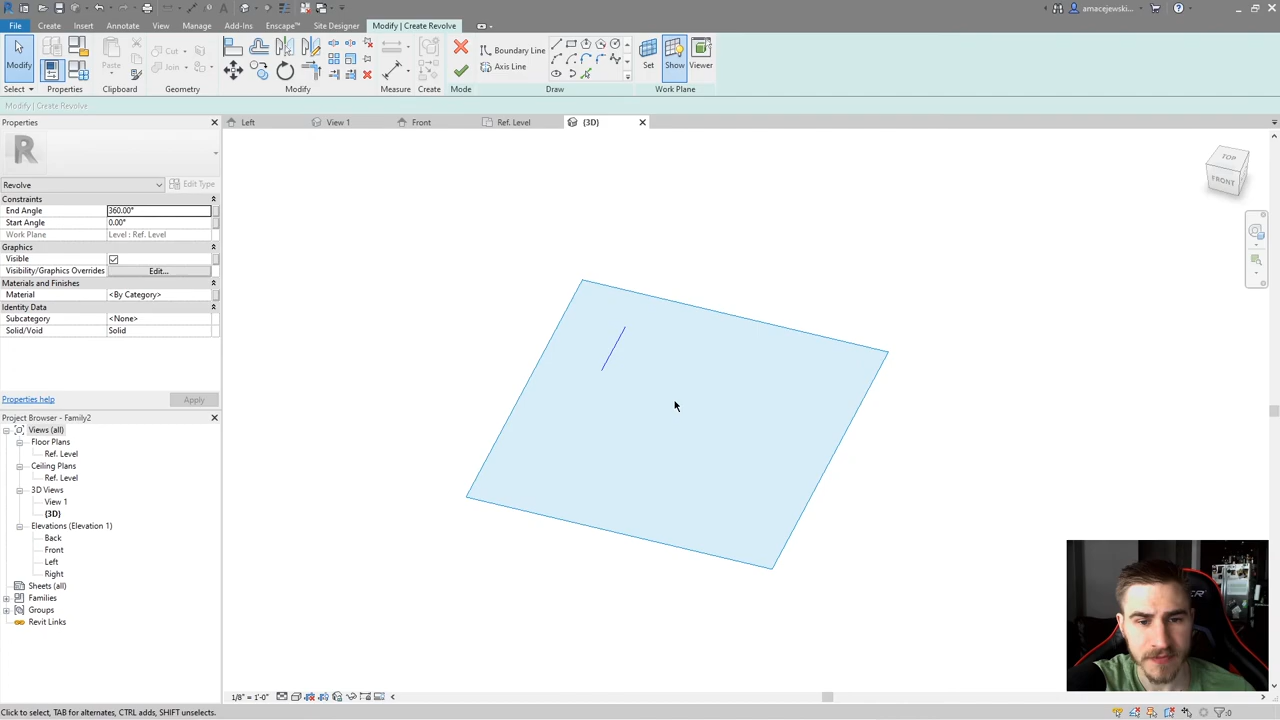 amacejewski...
File
Create
Insert
Annotate
View
Manage
Add-Ins
Enscape™
Site Designer
Modify | Create Revolve
Modify
Paste
Cut
Join
Boundary Line
Axis Line
Set
Show
Viewer
Select
Properties
Clipboard
Geometry
Modify
Measure
Create
Mode
Draw
Work Plane
Modify | Create Revolve
Properties
Left
View 1
Front
Ref. Level
{3D}
TOP
FRONT
R
Revolve
Edit Type
Constraints
End Angle 360.00°
Start Angle 0.00°
Work Plane Level : Ref. Level
Graphics
Visible
Visibility/Graphics Overrides Edit...
Materials and Finishes
Material <By Category>
Identity Data
Subcategory <None>
Solid/Void Solid
Properties help
Apply
Project Browser - Family2
Views (all)
Floor Plans
Ref. Level
Ceiling Plans
Ref. Level
3D Views
View 1
{3D}
Elevations (Elevation 1)
Back
Front
Left
Right
Sheets (all)
Families
Groups
Revit Links
1/8" = 1'-0"
Click to select, TAB for alternates, CTRL adds, SHIFT unselects.
:0